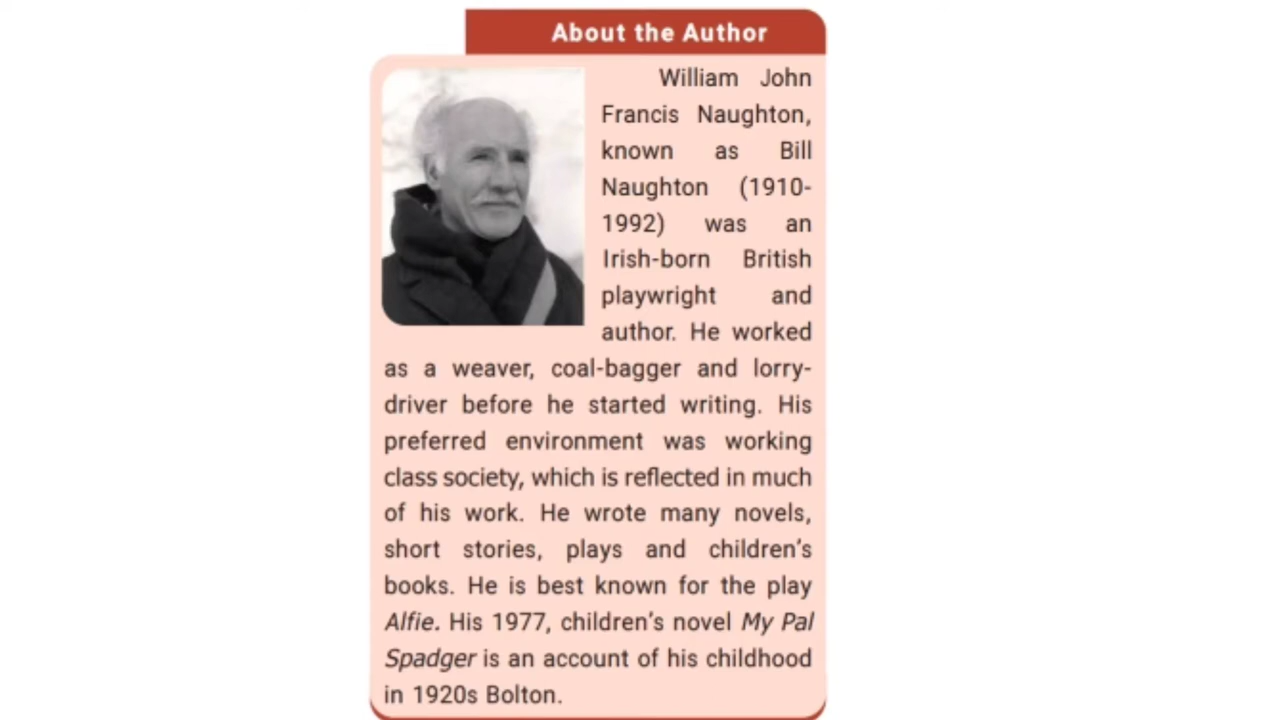 About the Author
William John
Francis Naughton,
known as Bill
Naughton (1910-
1992) was an
Irish-born British
playwright and
author. He worked
as a weaver, coal-bagger and lorry-
driver before he started writing. His
preferred environment was working
class society, which is reflected in much
of his work. He wrote many novels,
short stories, plays and children’s
books. He is best known for the play
Alfie. His 1977, children’s novel My Pal
Spadger is an account of his childhood
in 1920s Bolton.